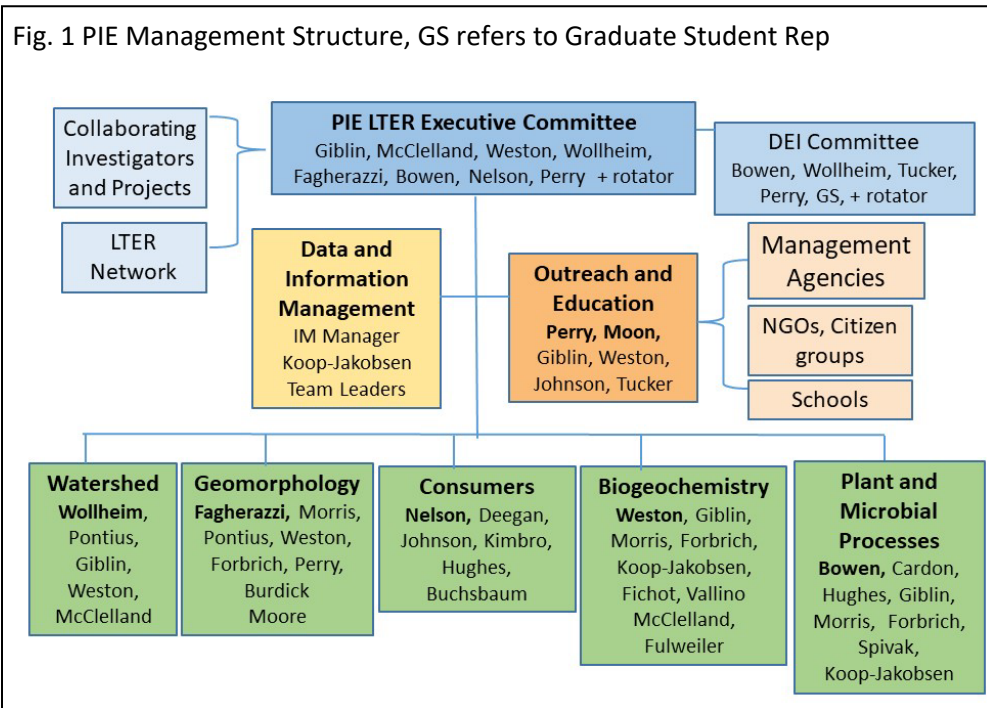 Fig. 1 PIE Management Structure, GS refers to Graduate Student Rep
Collaborating
Investigators
and Projects
LTER
Network
PIE LTER Executive Committee
Giblin, McClelland, Weston, Wollheim,
Fagherazzi, Bowen, Nelson, Perry + rotator
DEI Committee
Bowen, Wollheim, Tucker,
Perry, GS, + rotator
Data and
Information
Management
IM Manager
Koop-Jakobsen
Team Leaders
Outreach and
Education
Perry, Moon,
Giblin, Weston,
Johnson, Tucker
Management
Agencies
NGOs, Citizen
groups
Schools
Watershed
Wollheim,
Pontius,
Giblin,
Weston,
McClelland
Geomorphology
Fagherazzi, Morris,
Pontius, Weston,
Forbrich, Perry,
Burdick
Moore
Consumers
Nelson, Deegan,
Johnson, Kimbro,
Hughes,
Buchsbaum
Biogeochemistry
Weston, Giblin,
Morris, Forbrich,
Koop-Jakobsen,
Fichot, Vallino
McClelland,
Fulweiler
Plant and
Microbial
Processes
Bowen, Cardon,
Hughes, Giblin,
Morris, Forbrich,
Spivak,
Koop-Jakobsen